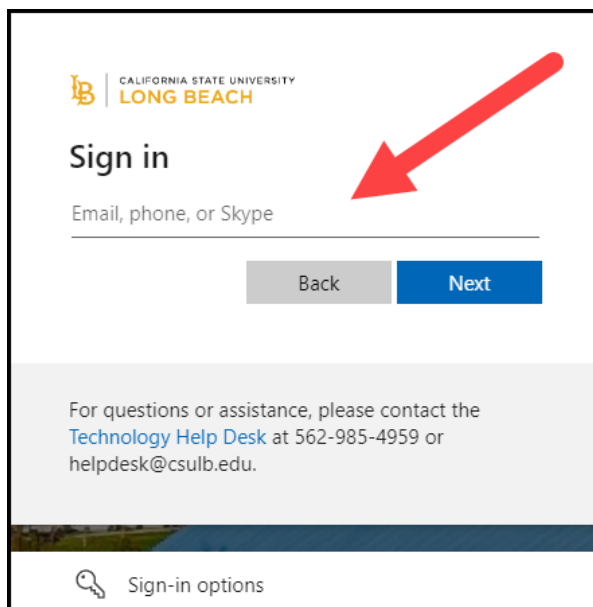 LB
CALIFORNIA STATE UNIVERSITY
LONG BEACH
Sign in
Email, phone, or Skype
Back
Next
For questions or assistance, please contact the
Technology Help Desk at 562-985-4959 or
helpdesk@csulb.edu.
Sign-in options